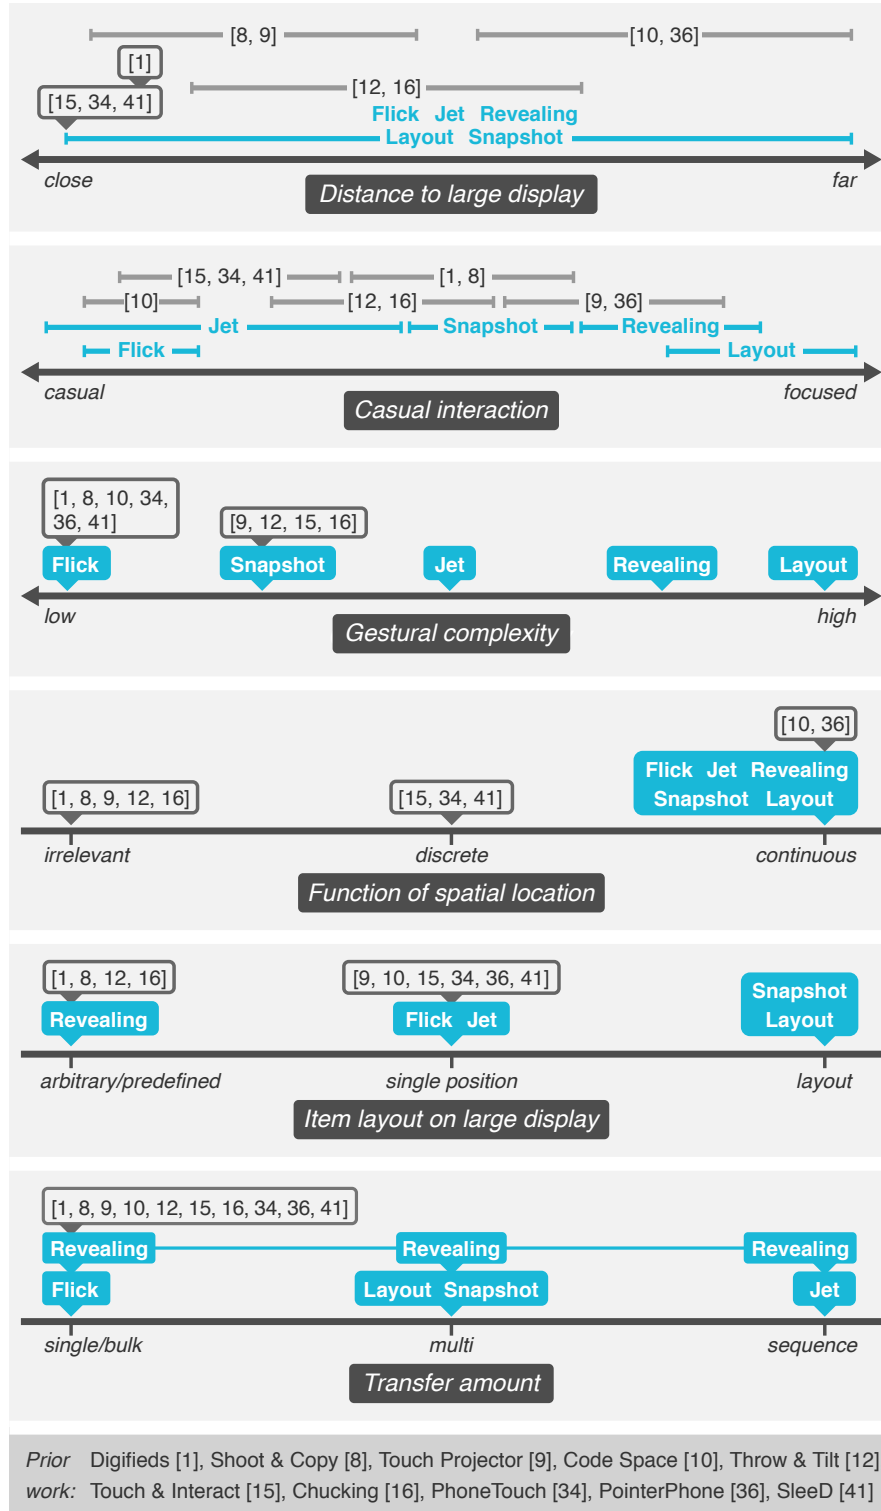 [8, 9] [10, 36]
[1]
[12, 16]
[15, 34, 41]
Flick Jet Revealing
Layout Snapshot
close far
Distance to large display
[15, 34, 41] [1, 8]
[10] [12, 16] [9, 36]
Jet Snapshot Revealing
Flick Layout
casual focused
Casual interaction
[1, 8, 10, 34,
36, 41]
[9, 12, 15, 16]
Flick Snapshot Jet Revealing Layout
low high
Gestural complexity
[10, 36]
Flick Jet Revealing
Snapshot Layout
[1, 8, 9, 12, 16] [15, 34, 41]
irrelevant discrete continuous
Function of spatial location
[1, 8, 12, 16] [9, 10, 15, 34, 36, 41]
Snapshot
Layout
Revealing Flick Jet
arbitrary/predefined single position layout
Item layout on large display
[1, 8, 9, 10, 12, 15, 16, 34, 36, 41]
Revealing Revealing Revealing
Flick Layout Snapshot Jet
single/bulk multi sequence
Transfer amount
Prior Digifieds [1], Shoot & Copy [8], Touch Projector [9], Code Space [10], Throw & Tilt [12]
work: Touch & Interact [15], Chucking [16], PhoneTouch [34], PointerPhone [36], SleeD [41]